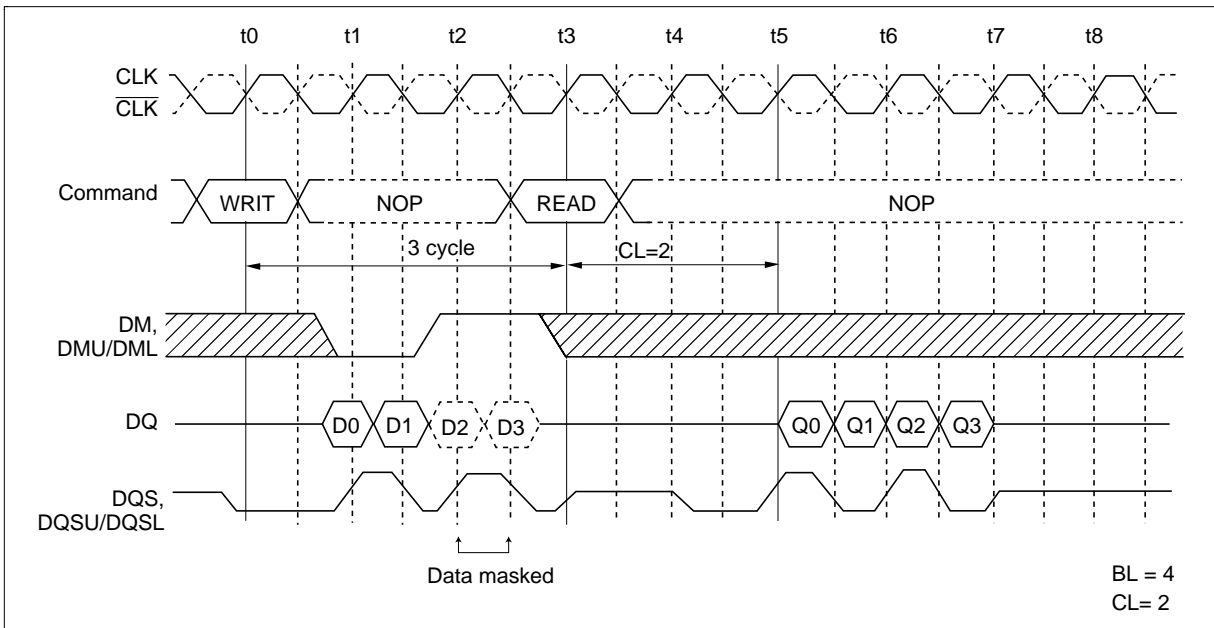 t0 t1 t2 t3 t4 t5 t6 t7 t8
CLK
CLK
Command
WRIT NOP READ NOP
3 cycle CL=2
DM,
DMU/DML
DQ D0 D1 D2 D3 Q0 Q1 Q2 Q3
DQS,
DQSU/DQSL
Data masked
BL = 4
CL= 2